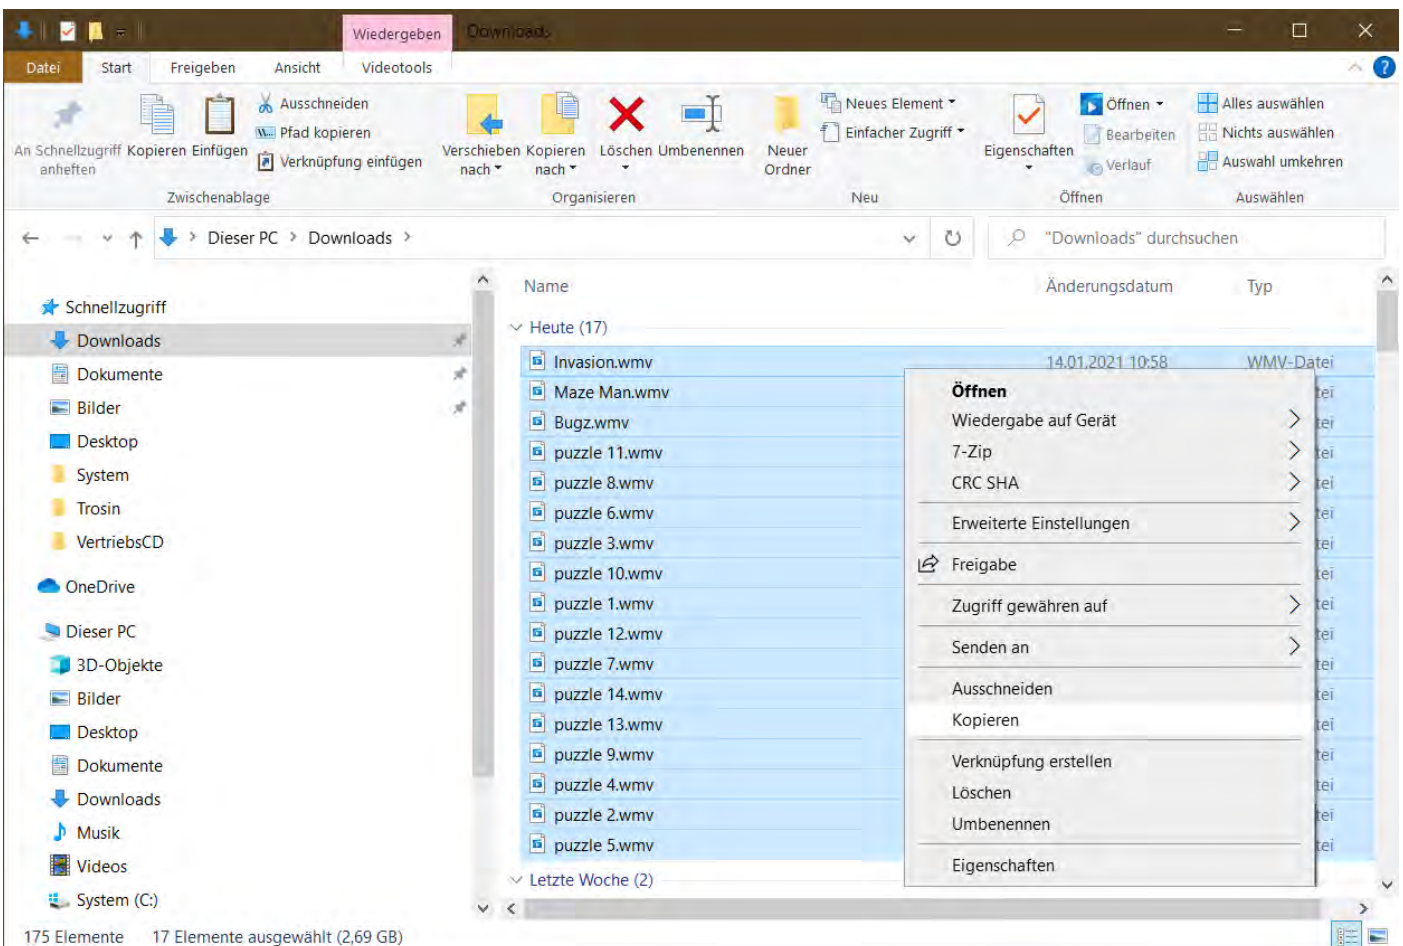 Wiedergeben Downloads
Datei Start Freigeben Ansicht Videotools
An Schnellzugriff anheften
Kopieren
Einfügen
Ausschneiden
Pfad kopieren
Verknüpfung einfügen
Zwischenablage
Verschieben nach
Kopieren nach
Löschen
Umbenennen
Organisieren
Neuer Ordner
Neues Element
Einfacher Zugriff
Neu
Eigenschaften
Öffnen
Bearbeiten
Verlauf
Öffnen
Alles auswählen
Nichts auswählen
Auswahl umkehren
Auswählen
Dieser PC > Downloads >
"Downloads" durchsuchen
Schnellzugriff
Downloads
Dokumente
Bilder
Desktop
System
Trosin
VertriebsCD
OneDrive
Dieser PC
3D-Objekte
Bilder
Desktop
Dokumente
Downloads
Musik
Videos
System (C:)
Name Änderungsdatum Typ
Heute (17)
Invasion.wmv 14.01.2021 10:58 WMV-Datei
Maze Man.wmv
Bugz.wmv
puzzle 11.wmv
puzzle 8.wmv
puzzle 6.wmv
puzzle 3.wmv
puzzle 10.wmv
puzzle 1.wmv
puzzle 12.wmv
puzzle 7.wmv
puzzle 14.wmv
puzzle 13.wmv
puzzle 9.wmv
puzzle 4.wmv
puzzle 2.wmv
puzzle 5.wmv
Letzte Woche (2)
Öffnen
Wiedergabe auf Gerät
7-Zip
CRC SHA
Erweiterte Einstellungen
Freigabe
Zugriff gewähren auf
Senden an
Ausschneiden
Kopieren
Verknüpfung erstellen
Löschen
Umbenennen
Eigenschaften
175 Elemente 17 Elemente ausgewählt (2,69 GB)